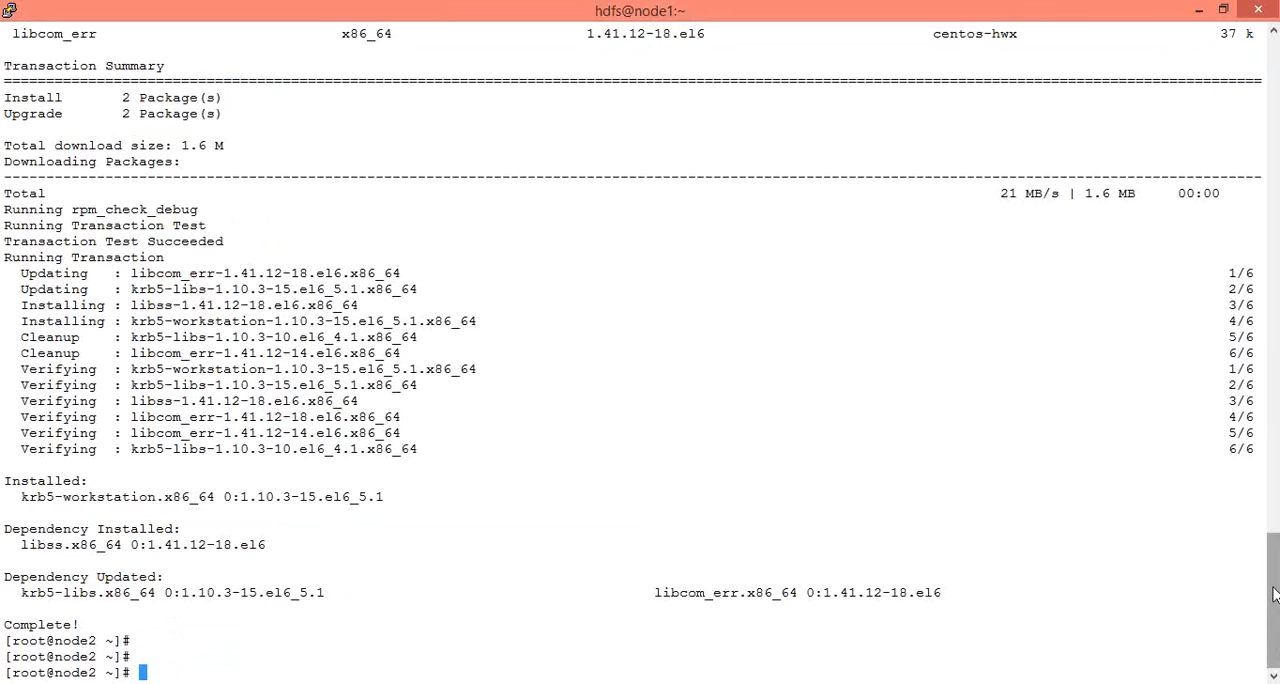 hdfs@node1:~
libcom_err x86_64 1.41.12-18.el6 centos-hwx 37 k
Transaction Summary
================================================================================
Install 2 Package(s)
Upgrade 2 Package(s)
Total download size: 1.6 M
Downloading Packages:
--------------------------------------------------------------------------------
Total 21 MB/s | 1.6 MB 00:00
Running rpm_check_debug
Running Transaction Test
Transaction Test Succeeded
Running Transaction
Updating : libcom_err-1.41.12-18.el6.x86_64 1/6
Updating : krb5-libs-1.10.3-15.el6_5.1.x86_64 2/6
Installing : libss-1.41.12-18.el6.x86_64 3/6
Installing : krb5-workstation-1.10.3-15.el6_5.1.x86_64 4/6
Cleanup : krb5-libs-1.10.3-10.el6_4.1.x86_64 5/6
Cleanup : libcom_err-1.41.12-14.el6.x86_64 6/6
Verifying : krb5-workstation-1.10.3-15.el6_5.1.x86_64 1/6
Verifying : krb5-libs-1.10.3-15.el6_5.1.x86_64 2/6
Verifying : libss-1.41.12-18.el6.x86_64 3/6
Verifying : libcom_err-1.41.12-18.el6.x86_64 4/6
Verifying : libcom_err-1.41.12-14.el6.x86_64 5/6
Verifying : krb5-libs-1.10.3-10.el6_4.1.x86_64 6/6
Installed:
krb5-workstation.x86_64 0:1.10.3-15.el6_5.1
Dependency Installed:
libss.x86_64 0:1.41.12-18.el6
Dependency Updated:
krb5-libs.x86_64 0:1.10.3-15.el6_5.1 libcom_err.x86_64 0:1.41.12-18.el6
Complete!
[root@node2 ~]#
[root@node2 ~]#
[root@node2 ~]#